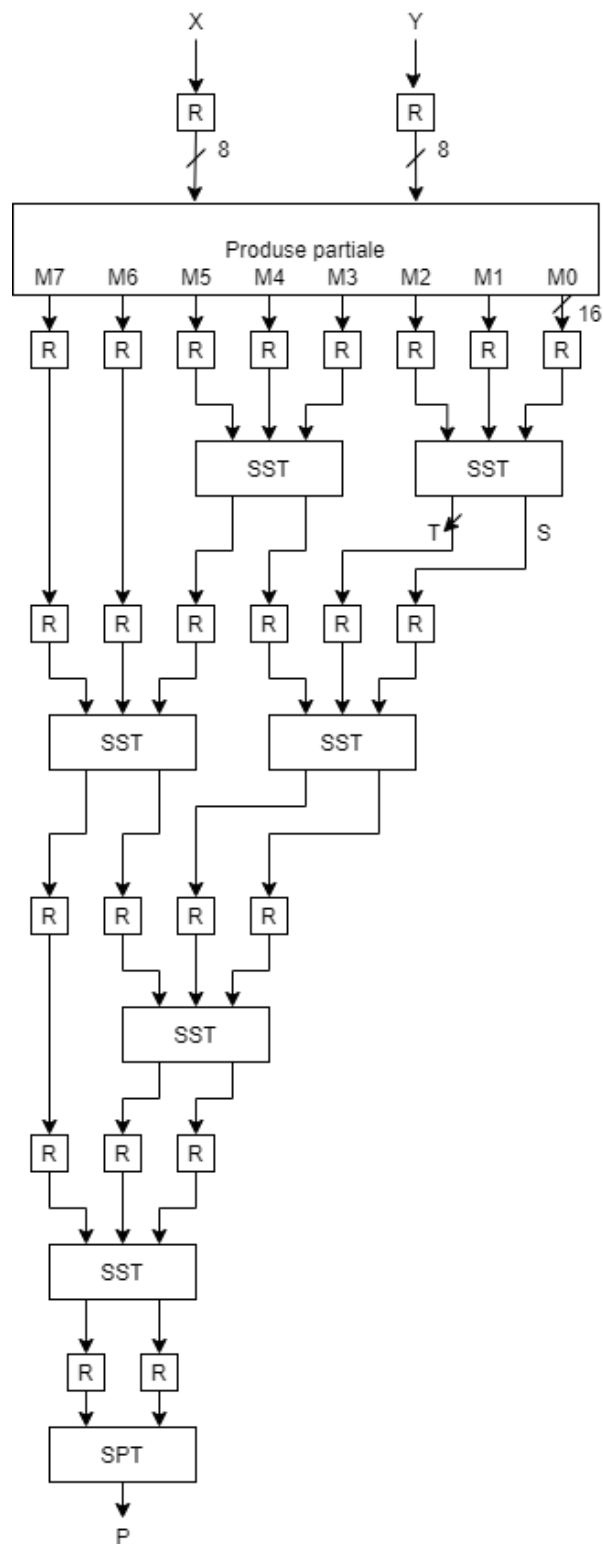 X Y
R R
8 8
Produse partiale
M7 M6 M5 M4 M3 M2 M1 M0
16
R R R R R R R R
SST SST
T S
R R R R R R
SST SST
R R R R
SST
R R R
SST
R R
SPT
P